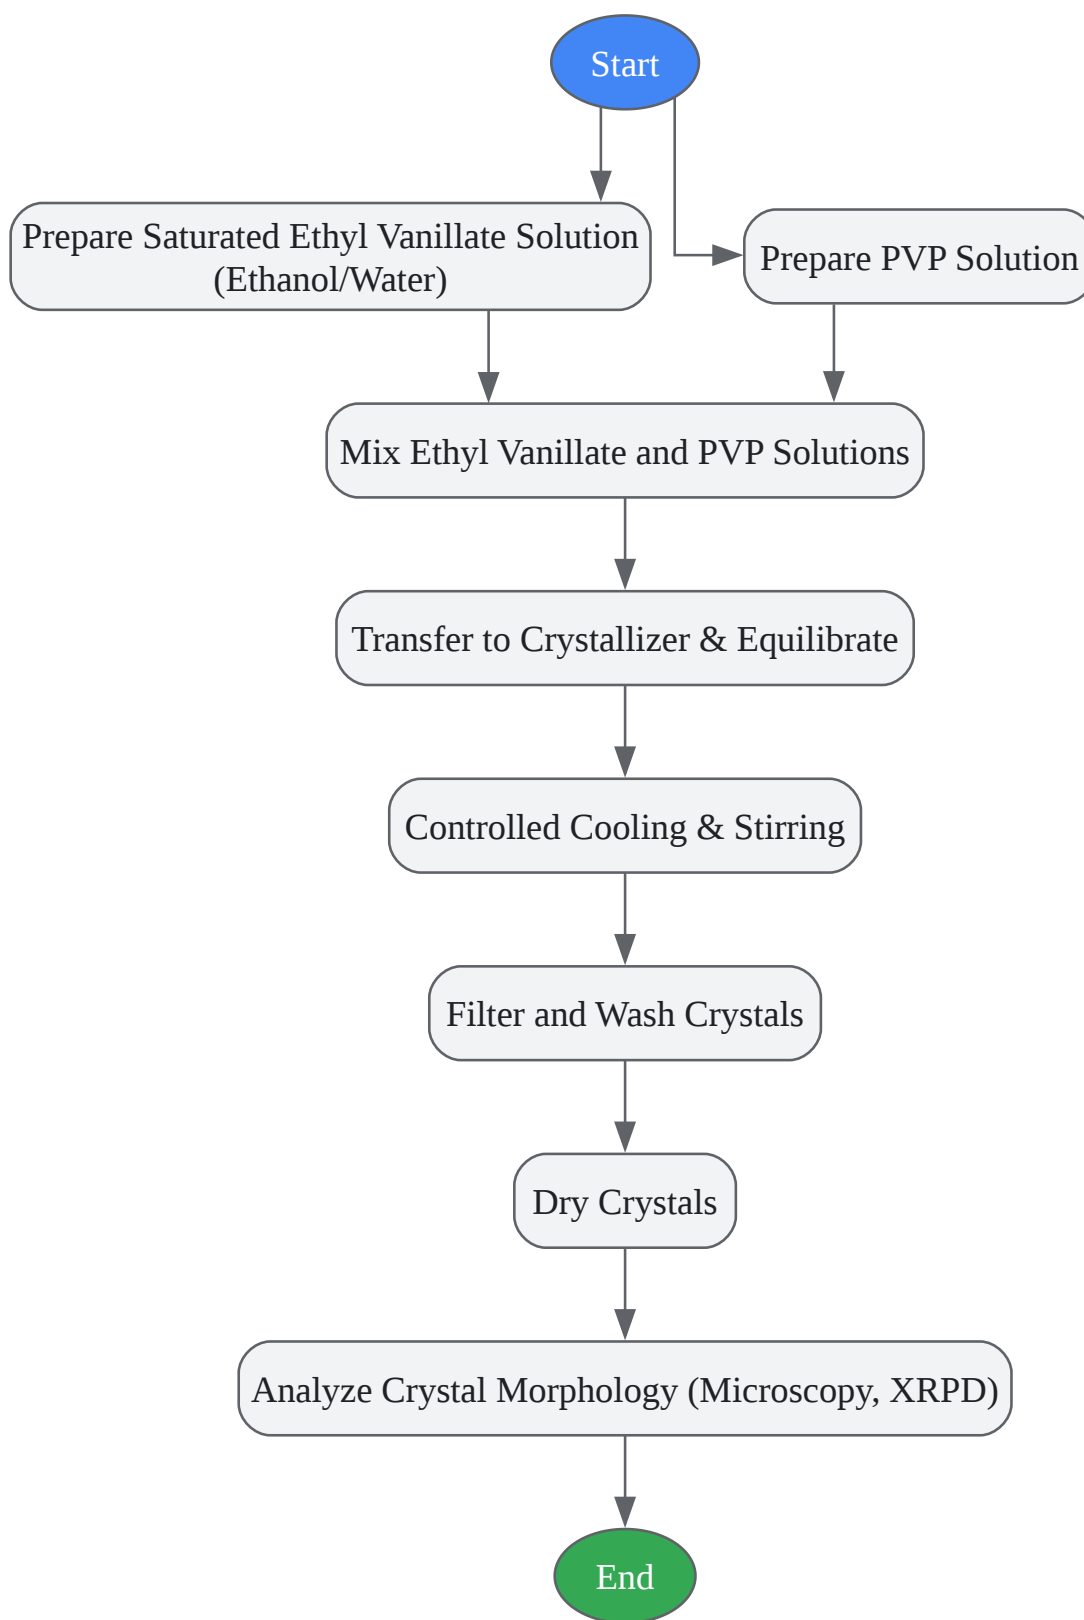 Start
Prepare Saturated Ethyl Vanillate Solution
(Ethanol/Water)
Prepare PVP Solution
Mix Ethyl Vanillate and PVP Solutions
Transfer to Crystallizer & Equilibrate
Controlled Cooling & Stirring
Filter and Wash Crystals
Dry Crystals
Analyze Crystal Morphology (Microscopy, XRPD)
End